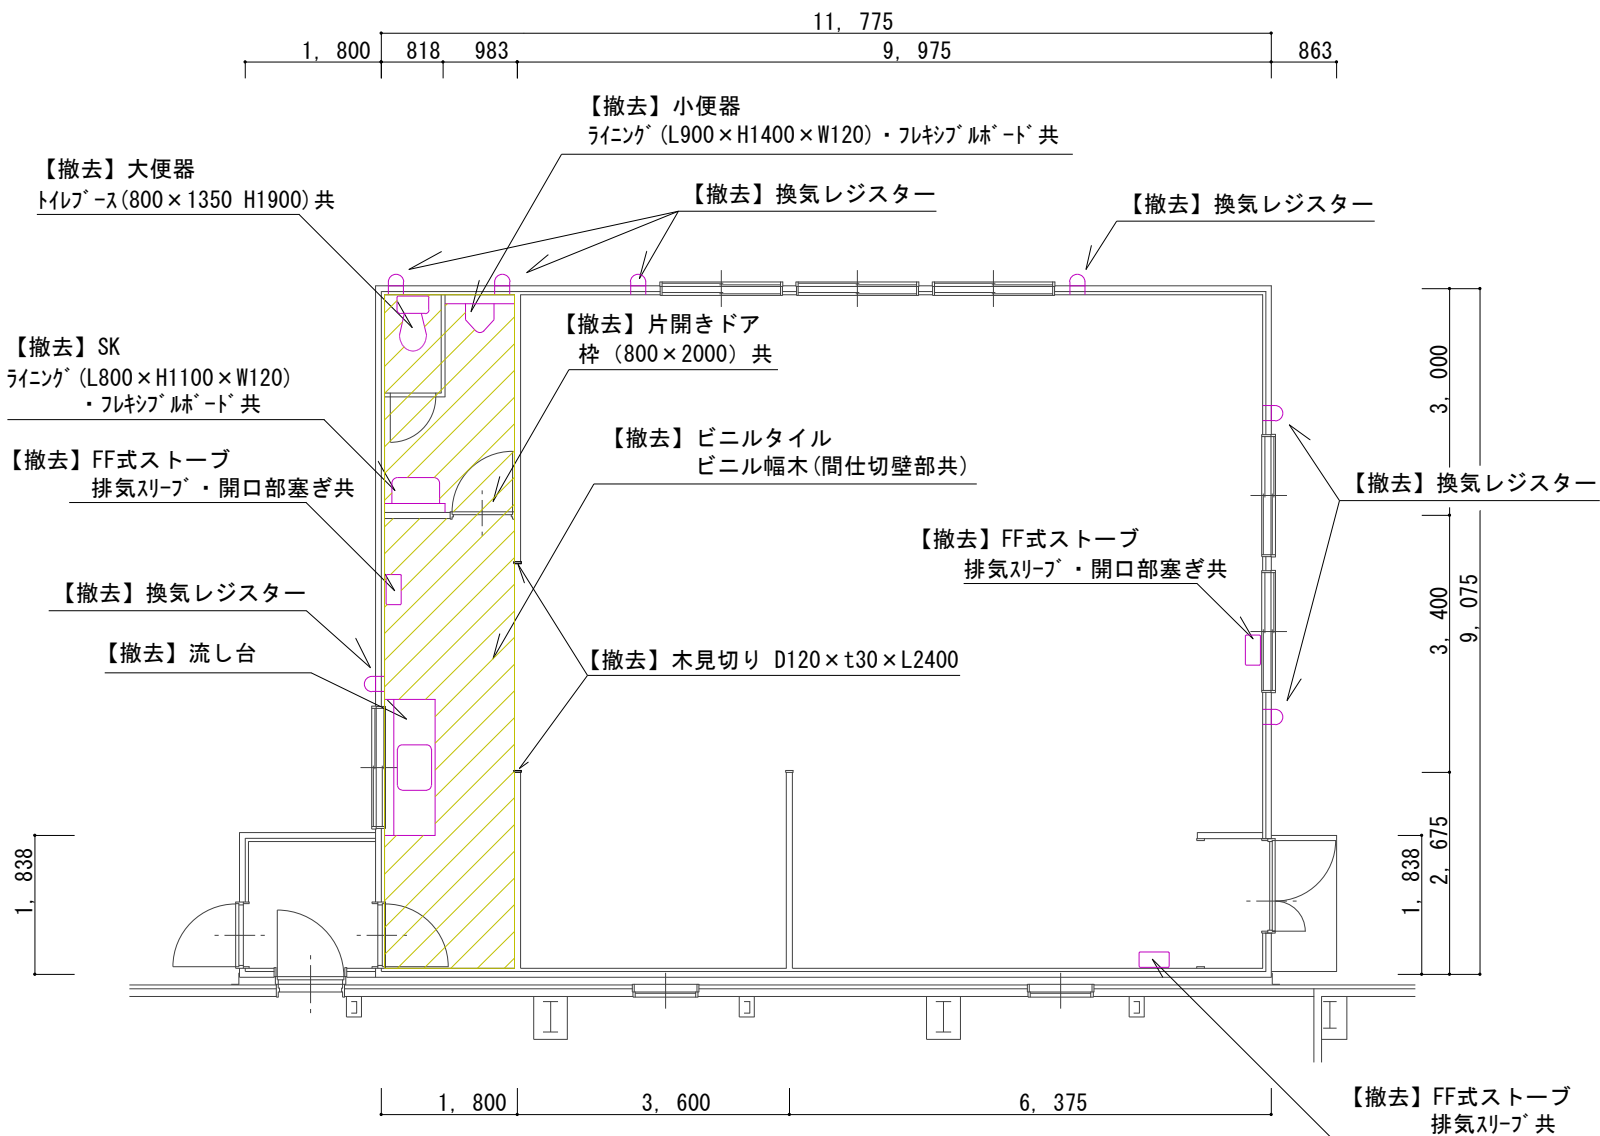 11, 775
1, 800
818
983
9, 975
863
【撤去】小便器
ﾗｲﾆﾝｸﾞ(L900×H1400×W120)・ﾌﾚｷｼﾌﾞﾙﾎﾞｰﾄﾞ共
【撤去】大便器
ﾄｲﾚﾌﾞｰｽ(800×1350 H1900)共
【撤去】換気レジスター
【撤去】換気レジスター
【撤去】片開きドア
枠 (800×2000) 共
【撤去】SK
ﾗｲﾆﾝｸﾞ(L800×H1100×W120)
・ﾌﾚｷｼﾌﾞﾙﾎﾞｰﾄﾞ共
【撤去】ビニルタイル
ビニル幅木(間仕切壁部共)
【撤去】FF式ストーブ
排気ｽﾘｰﾌﾞ・開口部塞ぎ共
【撤去】換気レジスター
【撤去】FF式ストーブ
排気ｽﾘｰﾌﾞ・開口部塞ぎ共
【撤去】換気レジスター
【撤去】流し台
【撤去】木見切り D120×t30×L2400
3, 000
3, 400
9, 075
2, 675
1, 838
1, 838
1, 800
3, 600
6, 375
【撤去】FF式ストーブ
排気ｽﾘｰﾌﾞ共